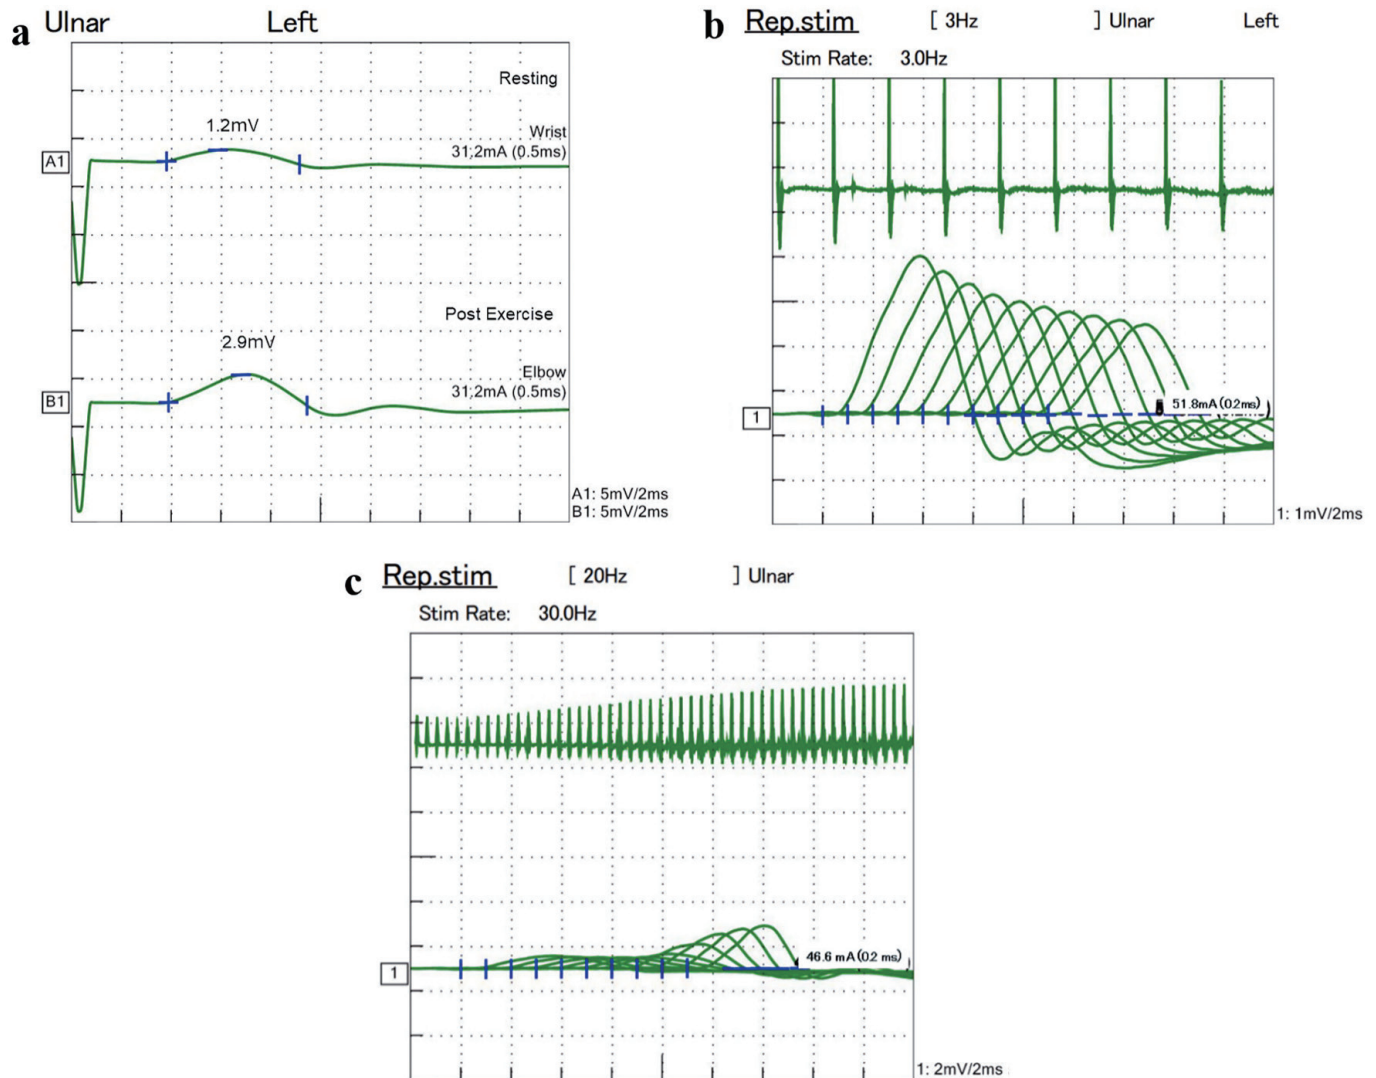 a
Ulnar Left
Resting
1.2mV
Wrist
31,2mA (0.5ms)
A1
Post Exercise
2.9mV
Elbow
31,2mA (0.5ms)
B1
A1: 5mV/2ms
B1: 5mV/2ms
b
Rep.stim [ 3Hz ] Ulnar Left
Stim Rate: 3.0Hz
51.8mA(0.2ms)
1
1: 1mV/2ms
c
Rep.stim [ 20Hz ] Ulnar
Stim Rate: 30.0Hz
46.6 mA(0.2 ms)
1
1: 2mV/2ms